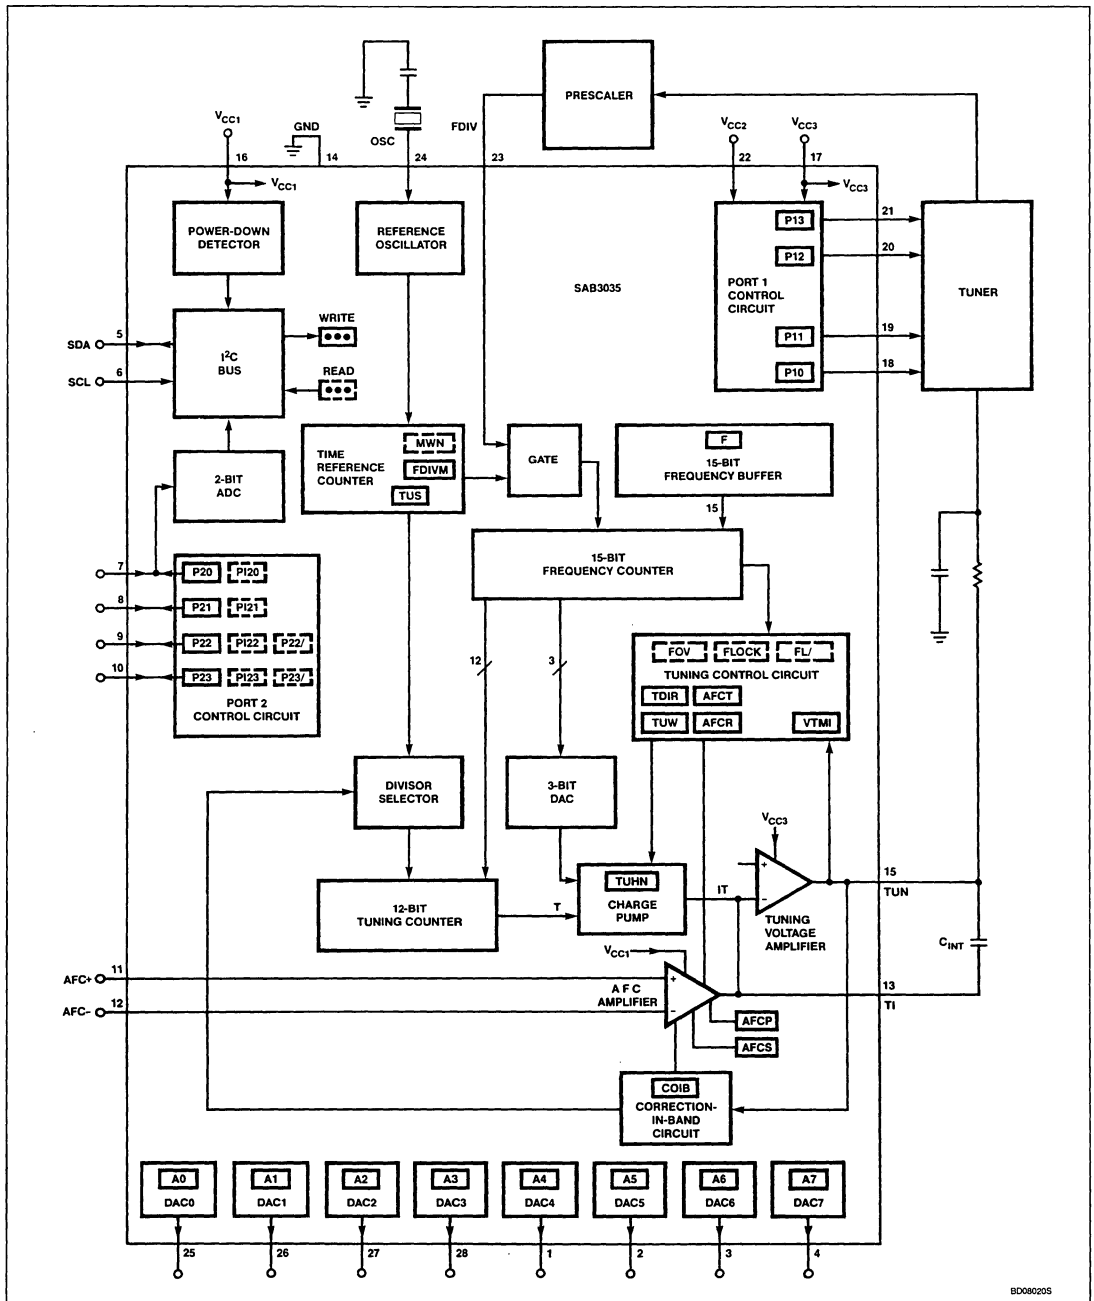 PRESCALER
VCC1
GND
OSC
FDIV
VCC2
VCC3
16
14
24
23
22
17
VCC1
VCC3
POWER-DOWN
DETECTOR
REFERENCE
OSCILLATOR
SAB3035
PORT 1
CONTROL
CIRCUIT
P13
P12
P11
P10
21
20
19
18
TUNER
SDA
5
SCL
6
I2C
BUS
WRITE
READ
2-BIT
ADC
TIME
REFERENCE
COUNTER
MWN
FDIVM
TUS
GATE
F
15-BIT
FREQUENCY BUFFER
15
15-BIT
FREQUENCY COUNTER
7
P20 PI20
8
P21 PI21
9
P22 PI22 P22/
10
P23 PI23 P23/
PORT 2
CONTROL CIRCUIT
12
3
FOV FLOCK FL/
TUNING CONTROL CIRCUIT
TDIR AFCT
TUW AFCR VTMI
DIVISOR
SELECTOR
3-BIT
DAC
VCC3
12-BIT
TUNING COUNTER
T
TUHN
CHARGE
PUMP
IT
+
−
TUNING
VOLTAGE
AMPLIFIER
15
TUN
CINT
VCC1
AFC+
11
AFC−
12
A F C
AMPLIFIER
+
−
13
TI
AFCP
AFCS
COIB
CORRECTION-
IN-BAND
CIRCUIT
A0 A1 A2 A3 A4 A5 A6 A7
DAC0 DAC1 DAC2 DAC3 DAC4 DAC5 DAC6 DAC7
25 26 27 28 1 2 3 4
BD08020S